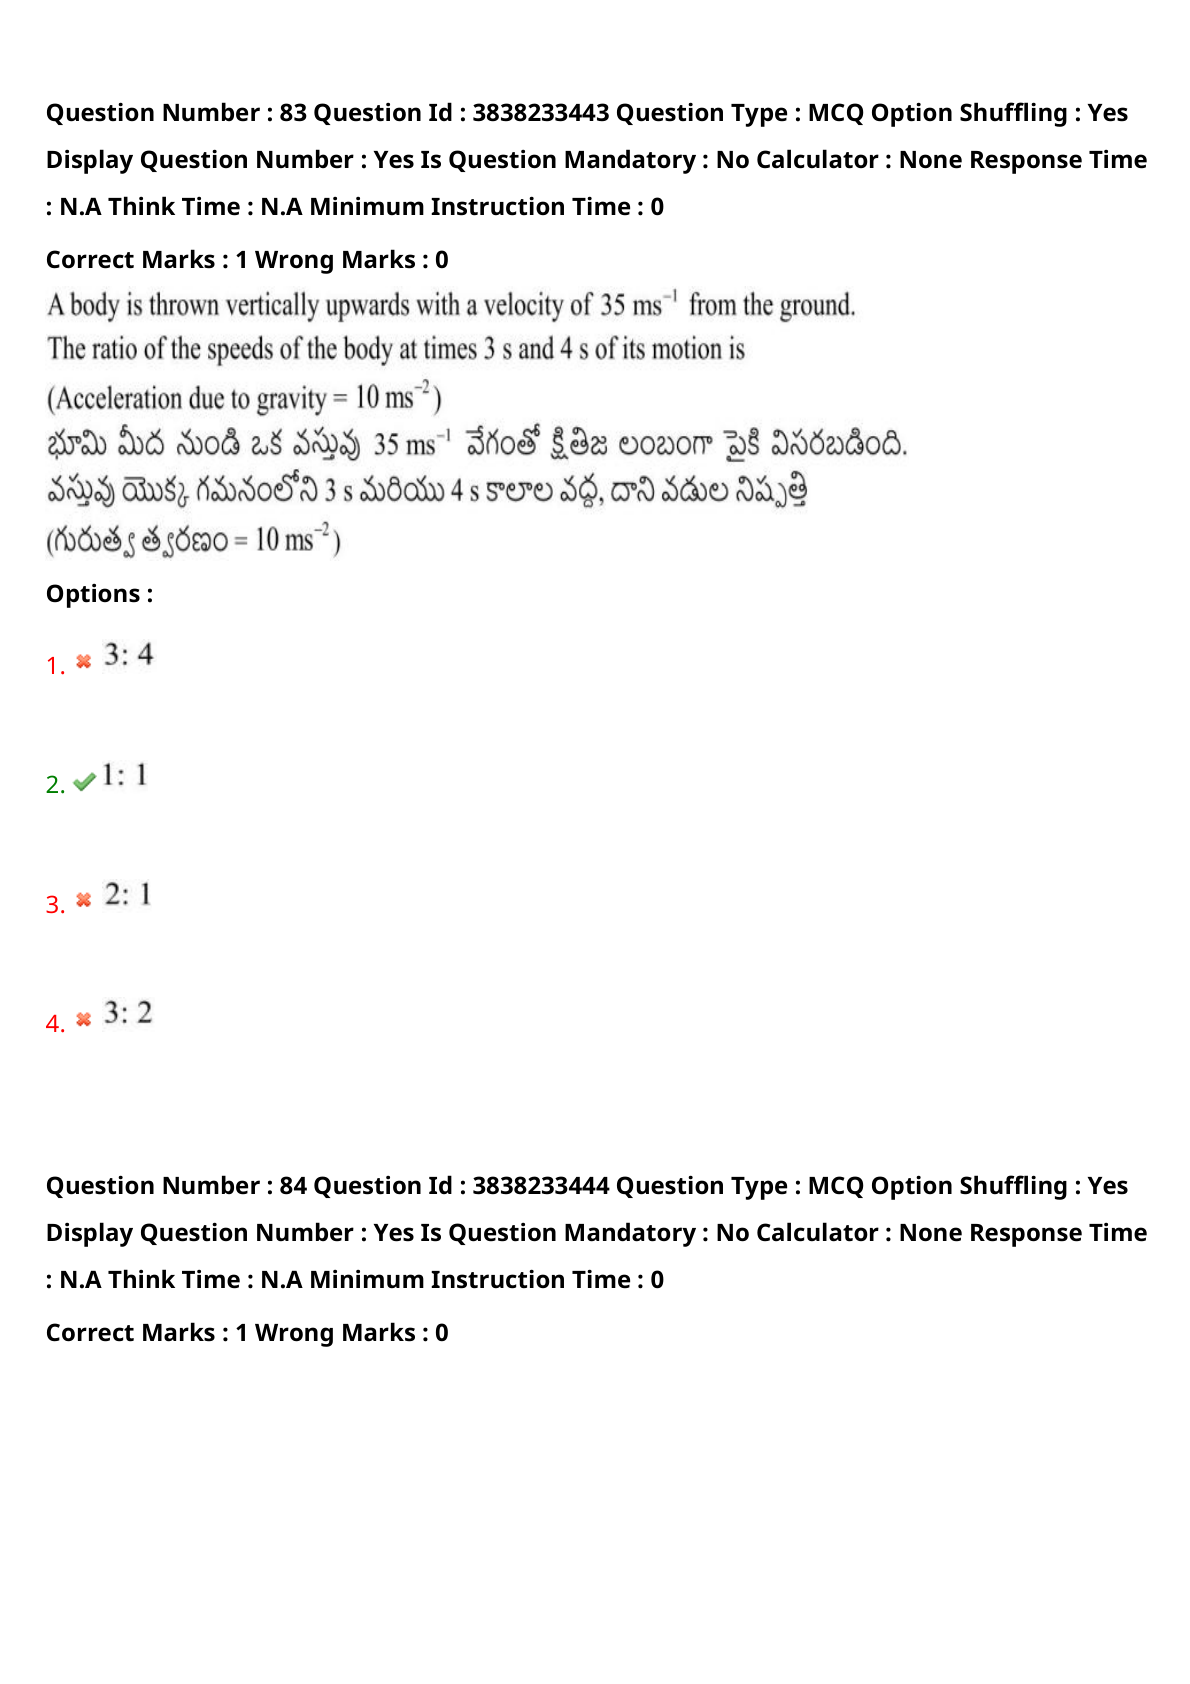 Question Number : 83 Question Id : 3838233443 Question Type : MCQ Option Shuffling : Yes
Display Question Number : Yes Is Question Mandatory : No Calculator : None Response Time
: N.A Think Time : N.A Minimum Instruction Time : 0
Correct Marks : 1 Wrong Marks : 0
A body is thrown vertically upwards with a velocity of 35 ms⁻¹ from the ground.
The ratio of the speeds of the body at times 3 s and 4 s of its motion is
(Acceleration due to gravity = 10 ms⁻²)
భూమి మీద నుండి ఒక వస్తువు 35 ms⁻¹ వేగంతో క్షితిజ లంబంగా పైకి విసరబడింది.
వస్తువు యొక్క గమనంలోని 3 s మరియు 4 s కాలాల వద్ద, దాని వడుల నిష్పత్తి
(గురుత్వ త్వరణం = 10 ms⁻²)
Options :
1. 3: 4
2. 1: 1
3. 2: 1
4. 3: 2
Question Number : 84 Question Id : 3838233444 Question Type : MCQ Option Shuffling : Yes
Display Question Number : Yes Is Question Mandatory : No Calculator : None Response Time
: N.A Think Time : N.A Minimum Instruction Time : 0
Correct Marks : 1 Wrong Marks : 0